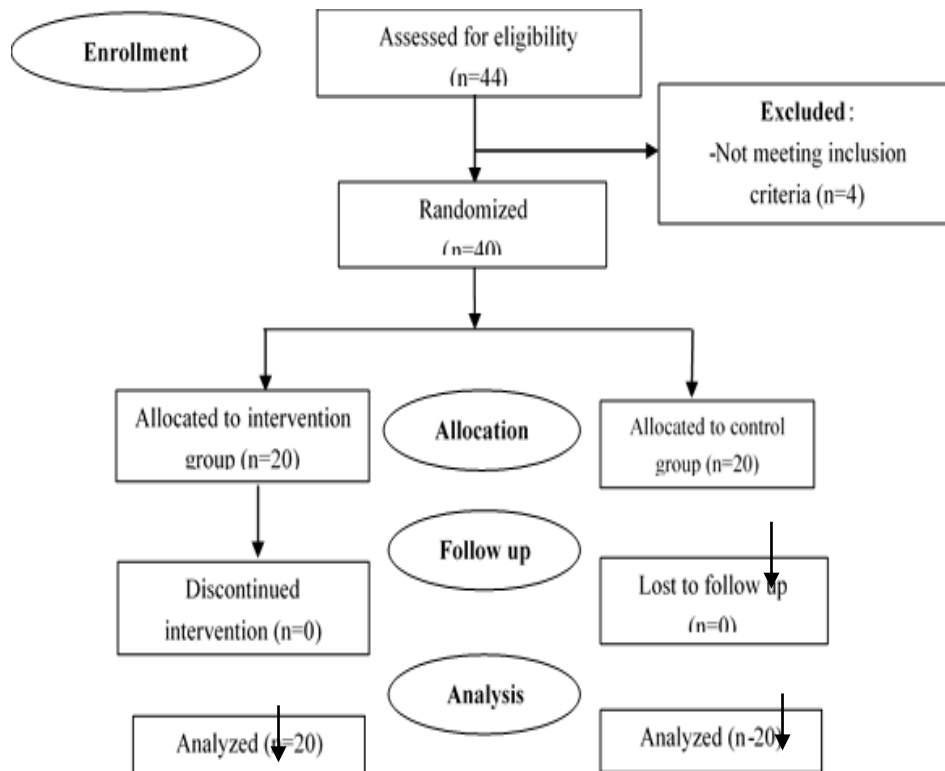 Enrollment
Assessed for eligibility
(n=44)
Excluded:
-Not meeting inclusion
criteria (n=4)
Randomized
(n=40)
Allocated to intervention
group (n=20)
Allocation
Allocated to control
group (n=20)
Follow up
Discontinued
intervention (n=0)
Lost to follow up
(n=0)
Analysis
Analyzed (n=20)
Analyzed (n-20)